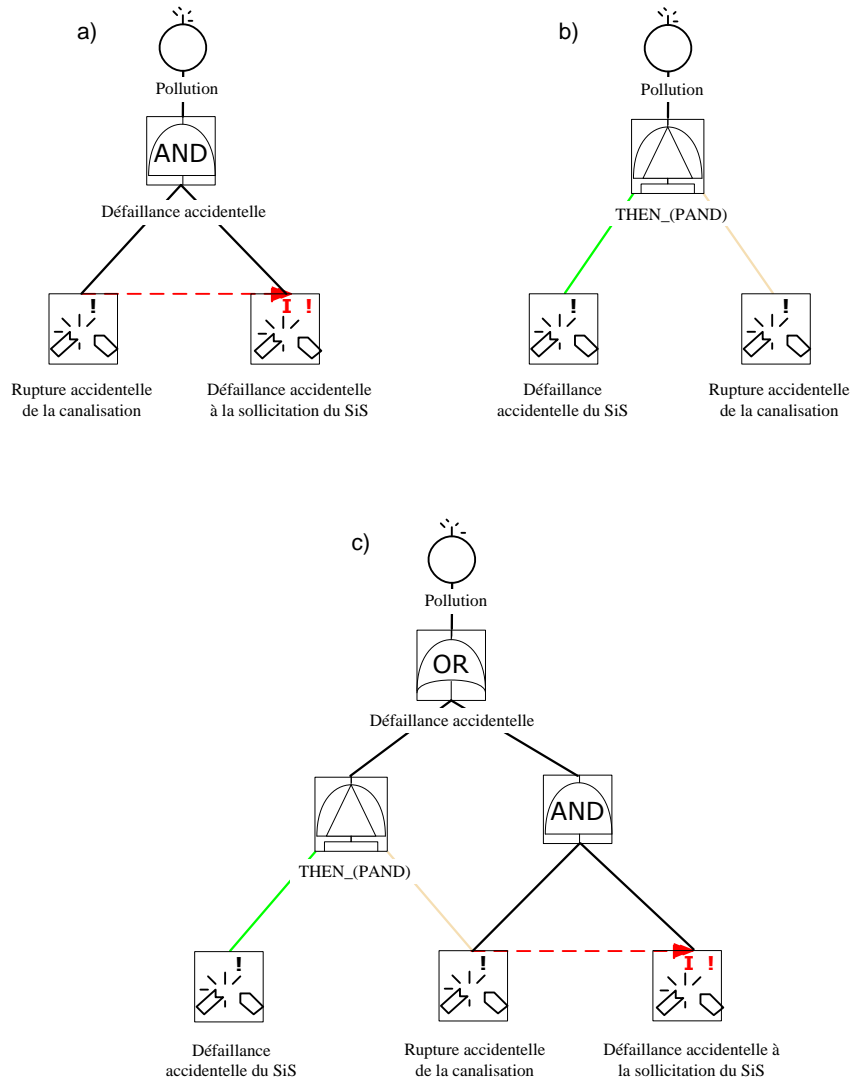 a)
Pollution
AND
Défaillance accidentelle
!
I !
Rupture accidentelle
de la canalisation
Défaillance accidentelle
à la sollicitation du SiS
b)
Pollution
THEN_(PAND)
!
!
Défaillance
accidentelle du SiS
Rupture accidentelle
de la canalisation
c)
Pollution
OR
Défaillance accidentelle
AND
THEN_(PAND)
!
!
I !
Défaillance
accidentelle du SiS
Rupture accidentelle
de la canalisation
Défaillance accidentelle à
la sollicitation du SiS